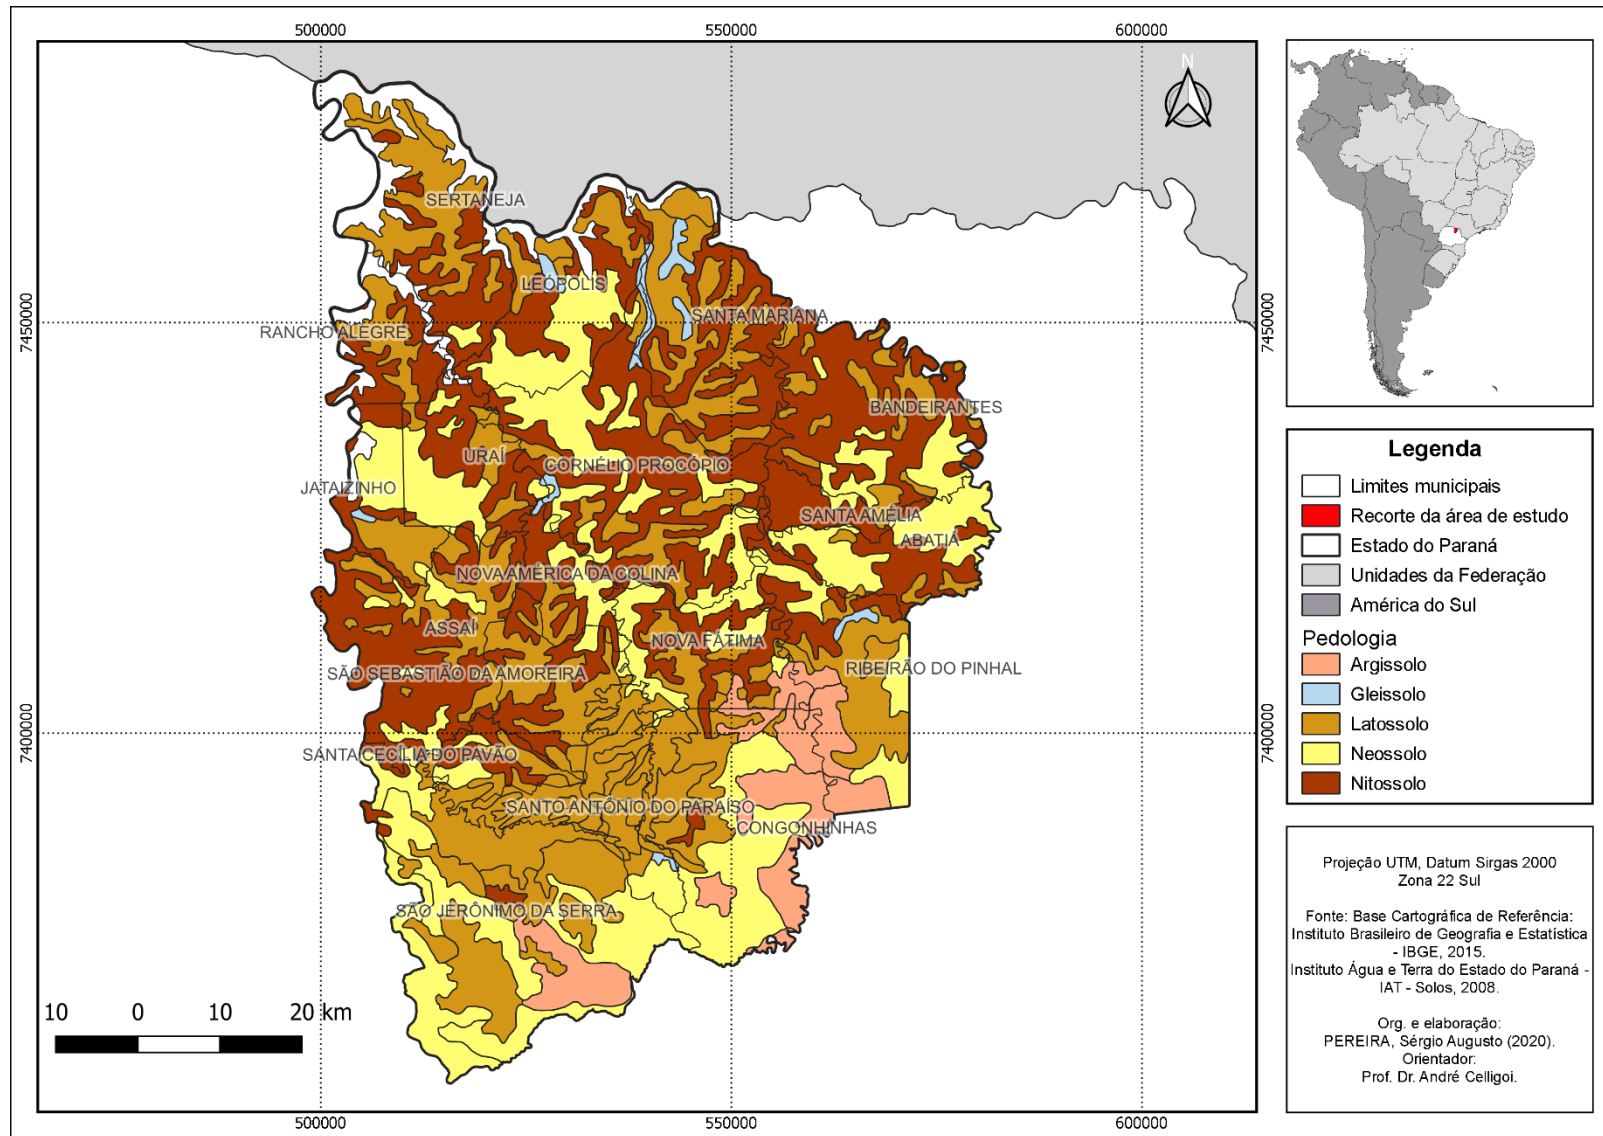 500000
550000
600000
N
SERTANEJA
LEÓPOLIS
SANTA MARIANA
7450000
7450000
RANCHO ALEGRE
BANDEIRANTES
URAÍ
CORNÉLIO PROCÓPIO
JATAIZINHO
SANTA AMÉLIA
ABATIÁ
NOVA AMÉRICA DA COLINA
ASSAÍ
NOVA FÁTIMA
RIBEIRÃO DO PINHAL
SÃO SEBASTIÃO DA AMOREIRA
7400000
7400000
SANTA CECÍLIA DO PAVÃO
SANTO ANTÔNIO DO PARAÍSO
CONGONHINHAS
SÃO JERÔNIMO DA SERRA
10 0 10 20 km
500000
550000
600000
Legenda
Limites municipais
Recorte da área de estudo
Estado do Paraná
Unidades da Federação
América do Sul
Pedologia
Argissolo
Gleissolo
Latossolo
Neossolo
Nitossolo
Projeção UTM, Datum Sirgas 2000
Zona 22 Sul
Fonte: Base Cartográfica de Referência:
Instituto Brasileiro de Geografia e Estatística
- IBGE, 2015.
Instituto Água e Terra do Estado do Paraná -
IAT - Solos, 2008.
Org. e elaboração:
PEREIRA, Sérgio Augusto (2020).
Orientador:
Prof. Dr. André Celligoi.